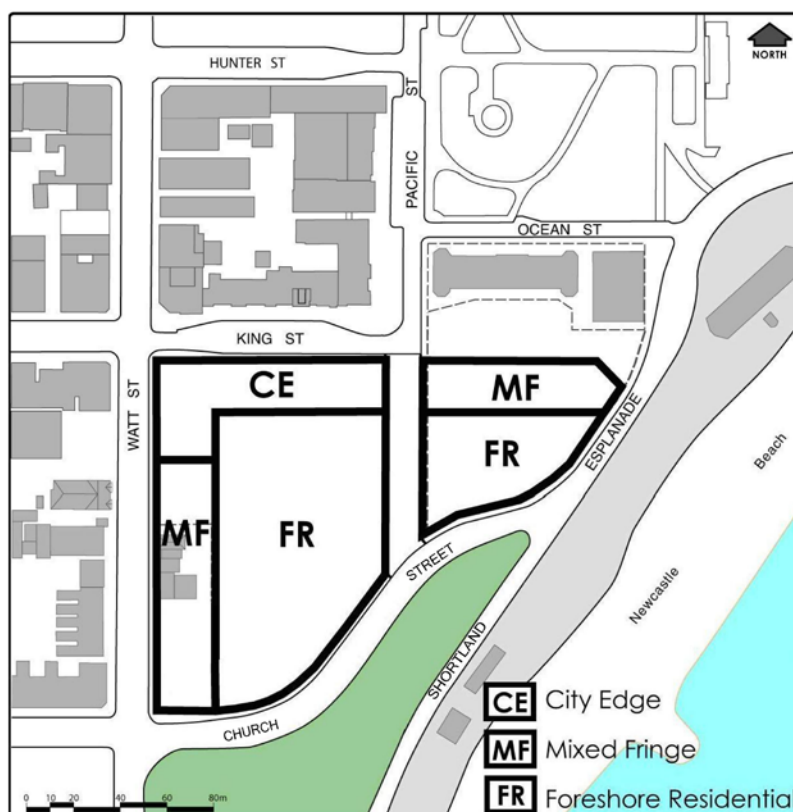 NORTH
HUNTER ST
PACIFIC ST
OCEAN ST
KING ST
WATT ST
CE
MF
FR
MF
FR
ESPLANADE
Beach
STREET
Newcastle
SHORTLAND
CHURCH
CE City Edge
MF Mixed Fringe
FR Foreshore Residential
0 10 20 40 60 80m